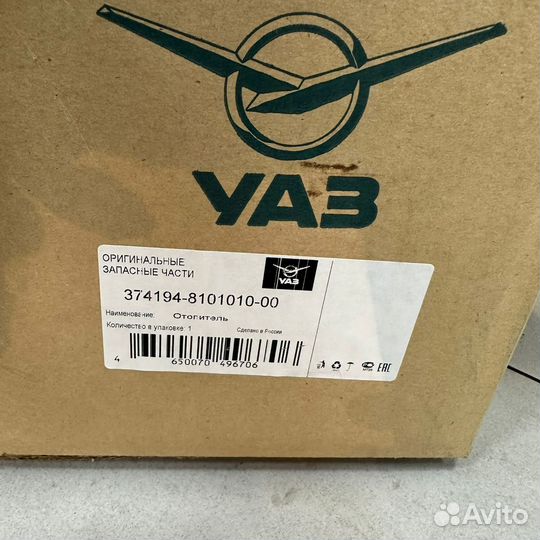 УАЗ
ОРИГИНАЛЬНЫЕ
ЗАПАСНЫЕ ЧАСТИ
УАЗ
374194-8101010-00
Наименование: Отопитель
Количество в упаковке: 1 Сделано в России
4 650070 496706
EAC
Avito